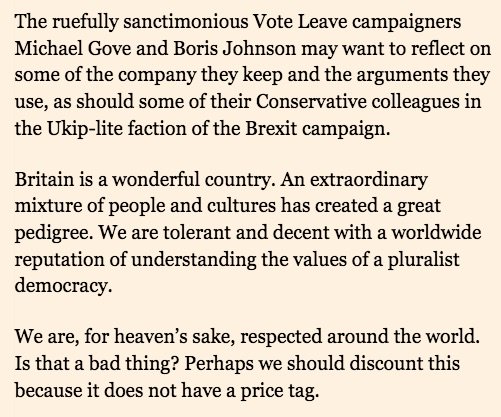 The ruefully sanctimonious Vote Leave campaigners
Michael Gove and Boris Johnson may want to reflect on
some of the company they keep and the arguments they
use, as should some of their Conservative colleagues in
the Ukip-lite faction of the Brexit campaign.
Britain is a wonderful country. An extraordinary
mixture of people and cultures has created a great
pedigree. We are tolerant and decent with a worldwide
reputation of understanding the values of a pluralist
democracy.
We are, for heaven’s sake, respected around the world.
Is that a bad thing? Perhaps we should discount this
because it does not have a price tag.